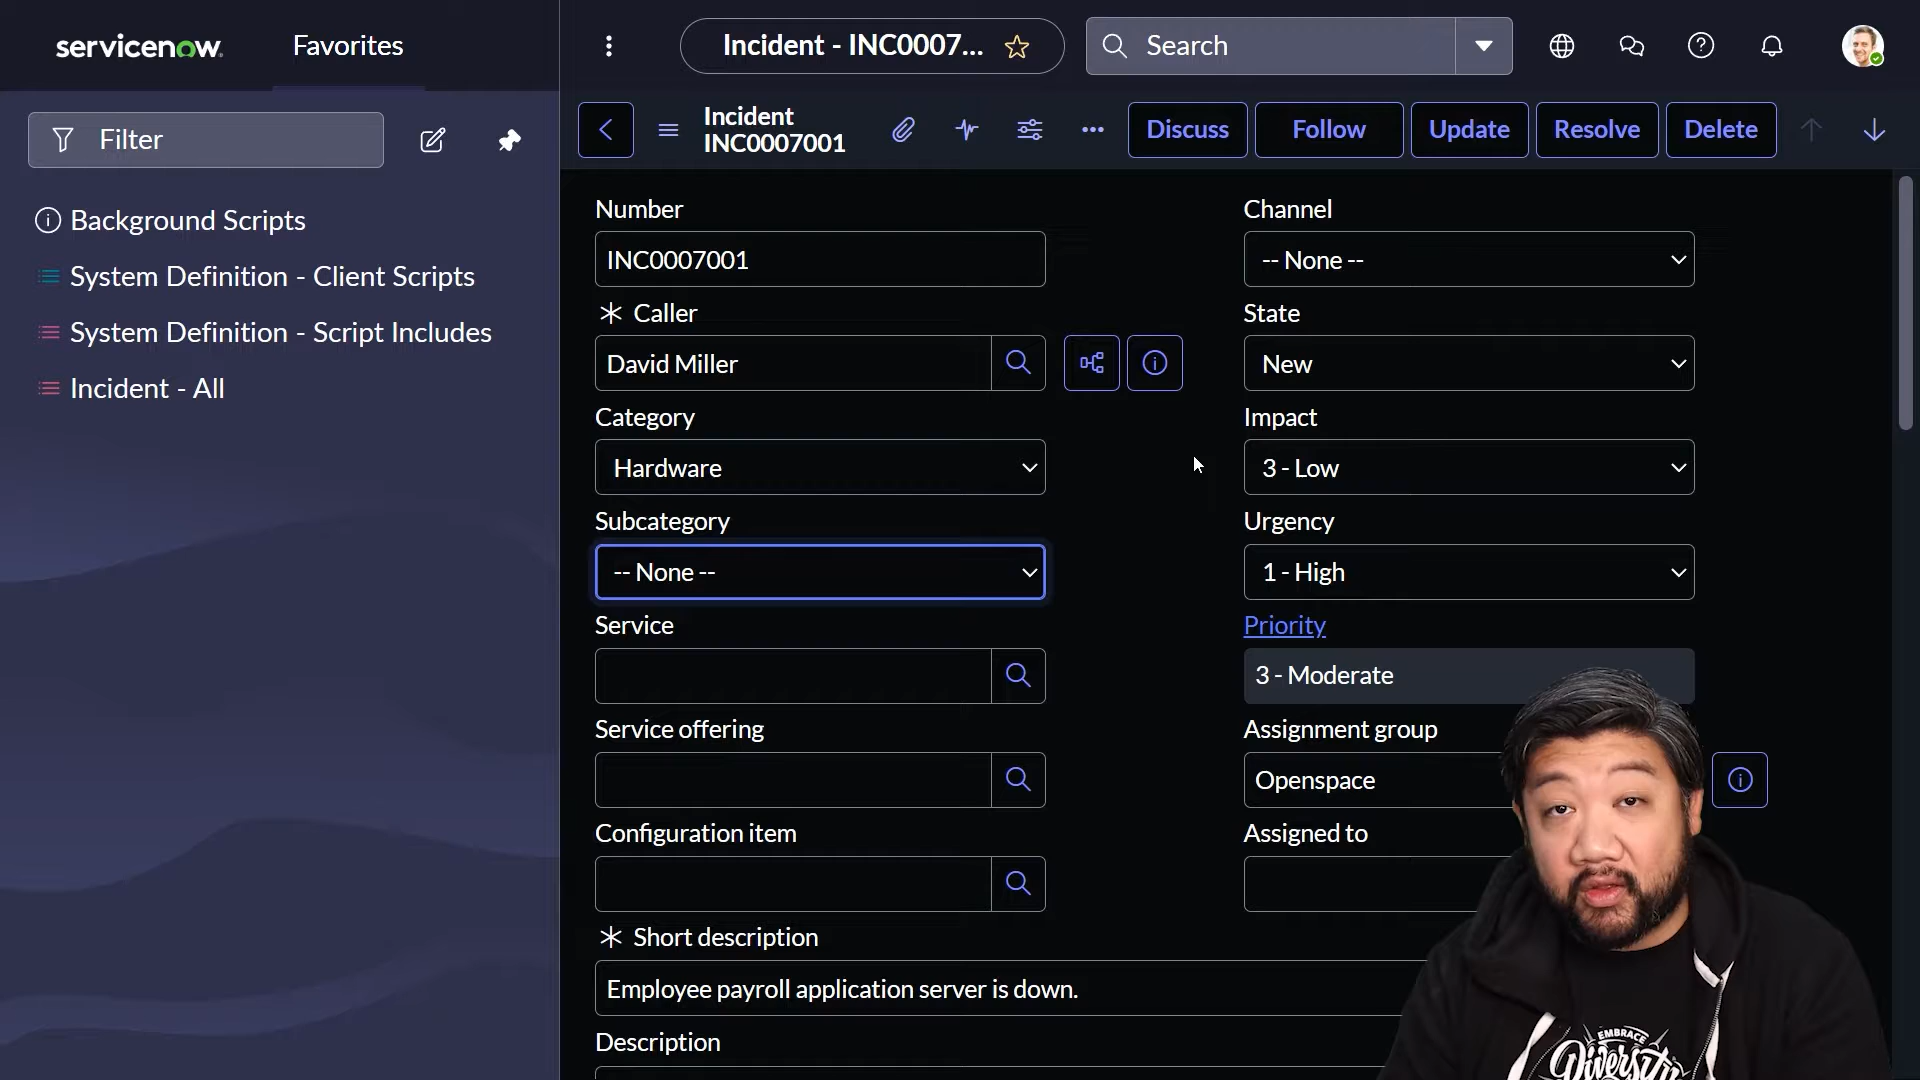 servicenow
Favorites
Incident - INC0007...
Search
Filter
Incident
INC0007001
Discuss
Follow
Update
Resolve
Delete
Background Scripts
System Definition - Client Scripts
System Definition - Script Includes
Incident - All
Number
INC0007001
Channel
-- None --
Caller
David Miller
State
New
Category
Hardware
Impact
3 - Low
Subcategory
-- None --
Urgency
1 - High
Service
Priority
3 - Moderate
Service offering
Assignment group
Openspace
Configuration item
Assigned to
Short description
Employee payroll application server is down.
Description
EMBRACE
Diversity